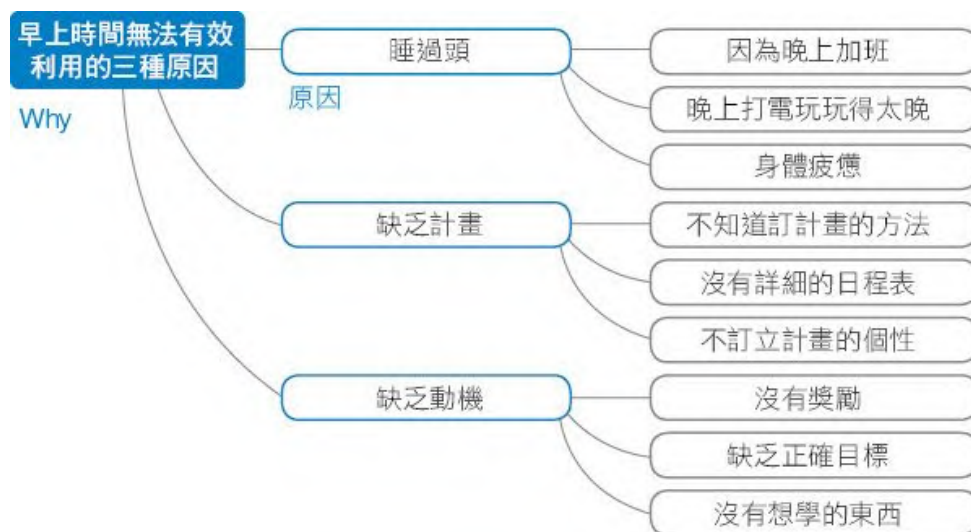 早上時間無法有效
利用的三種原因
Why
睡過頭
原因
因為晚上加班
晚上打電玩玩得太晚
身體疲憊
缺乏計畫
不知道訂計畫的方法
沒有詳細的日程表
不訂立計畫的個性
缺乏動機
沒有獎勵
缺乏正確目標
沒有想學的東西